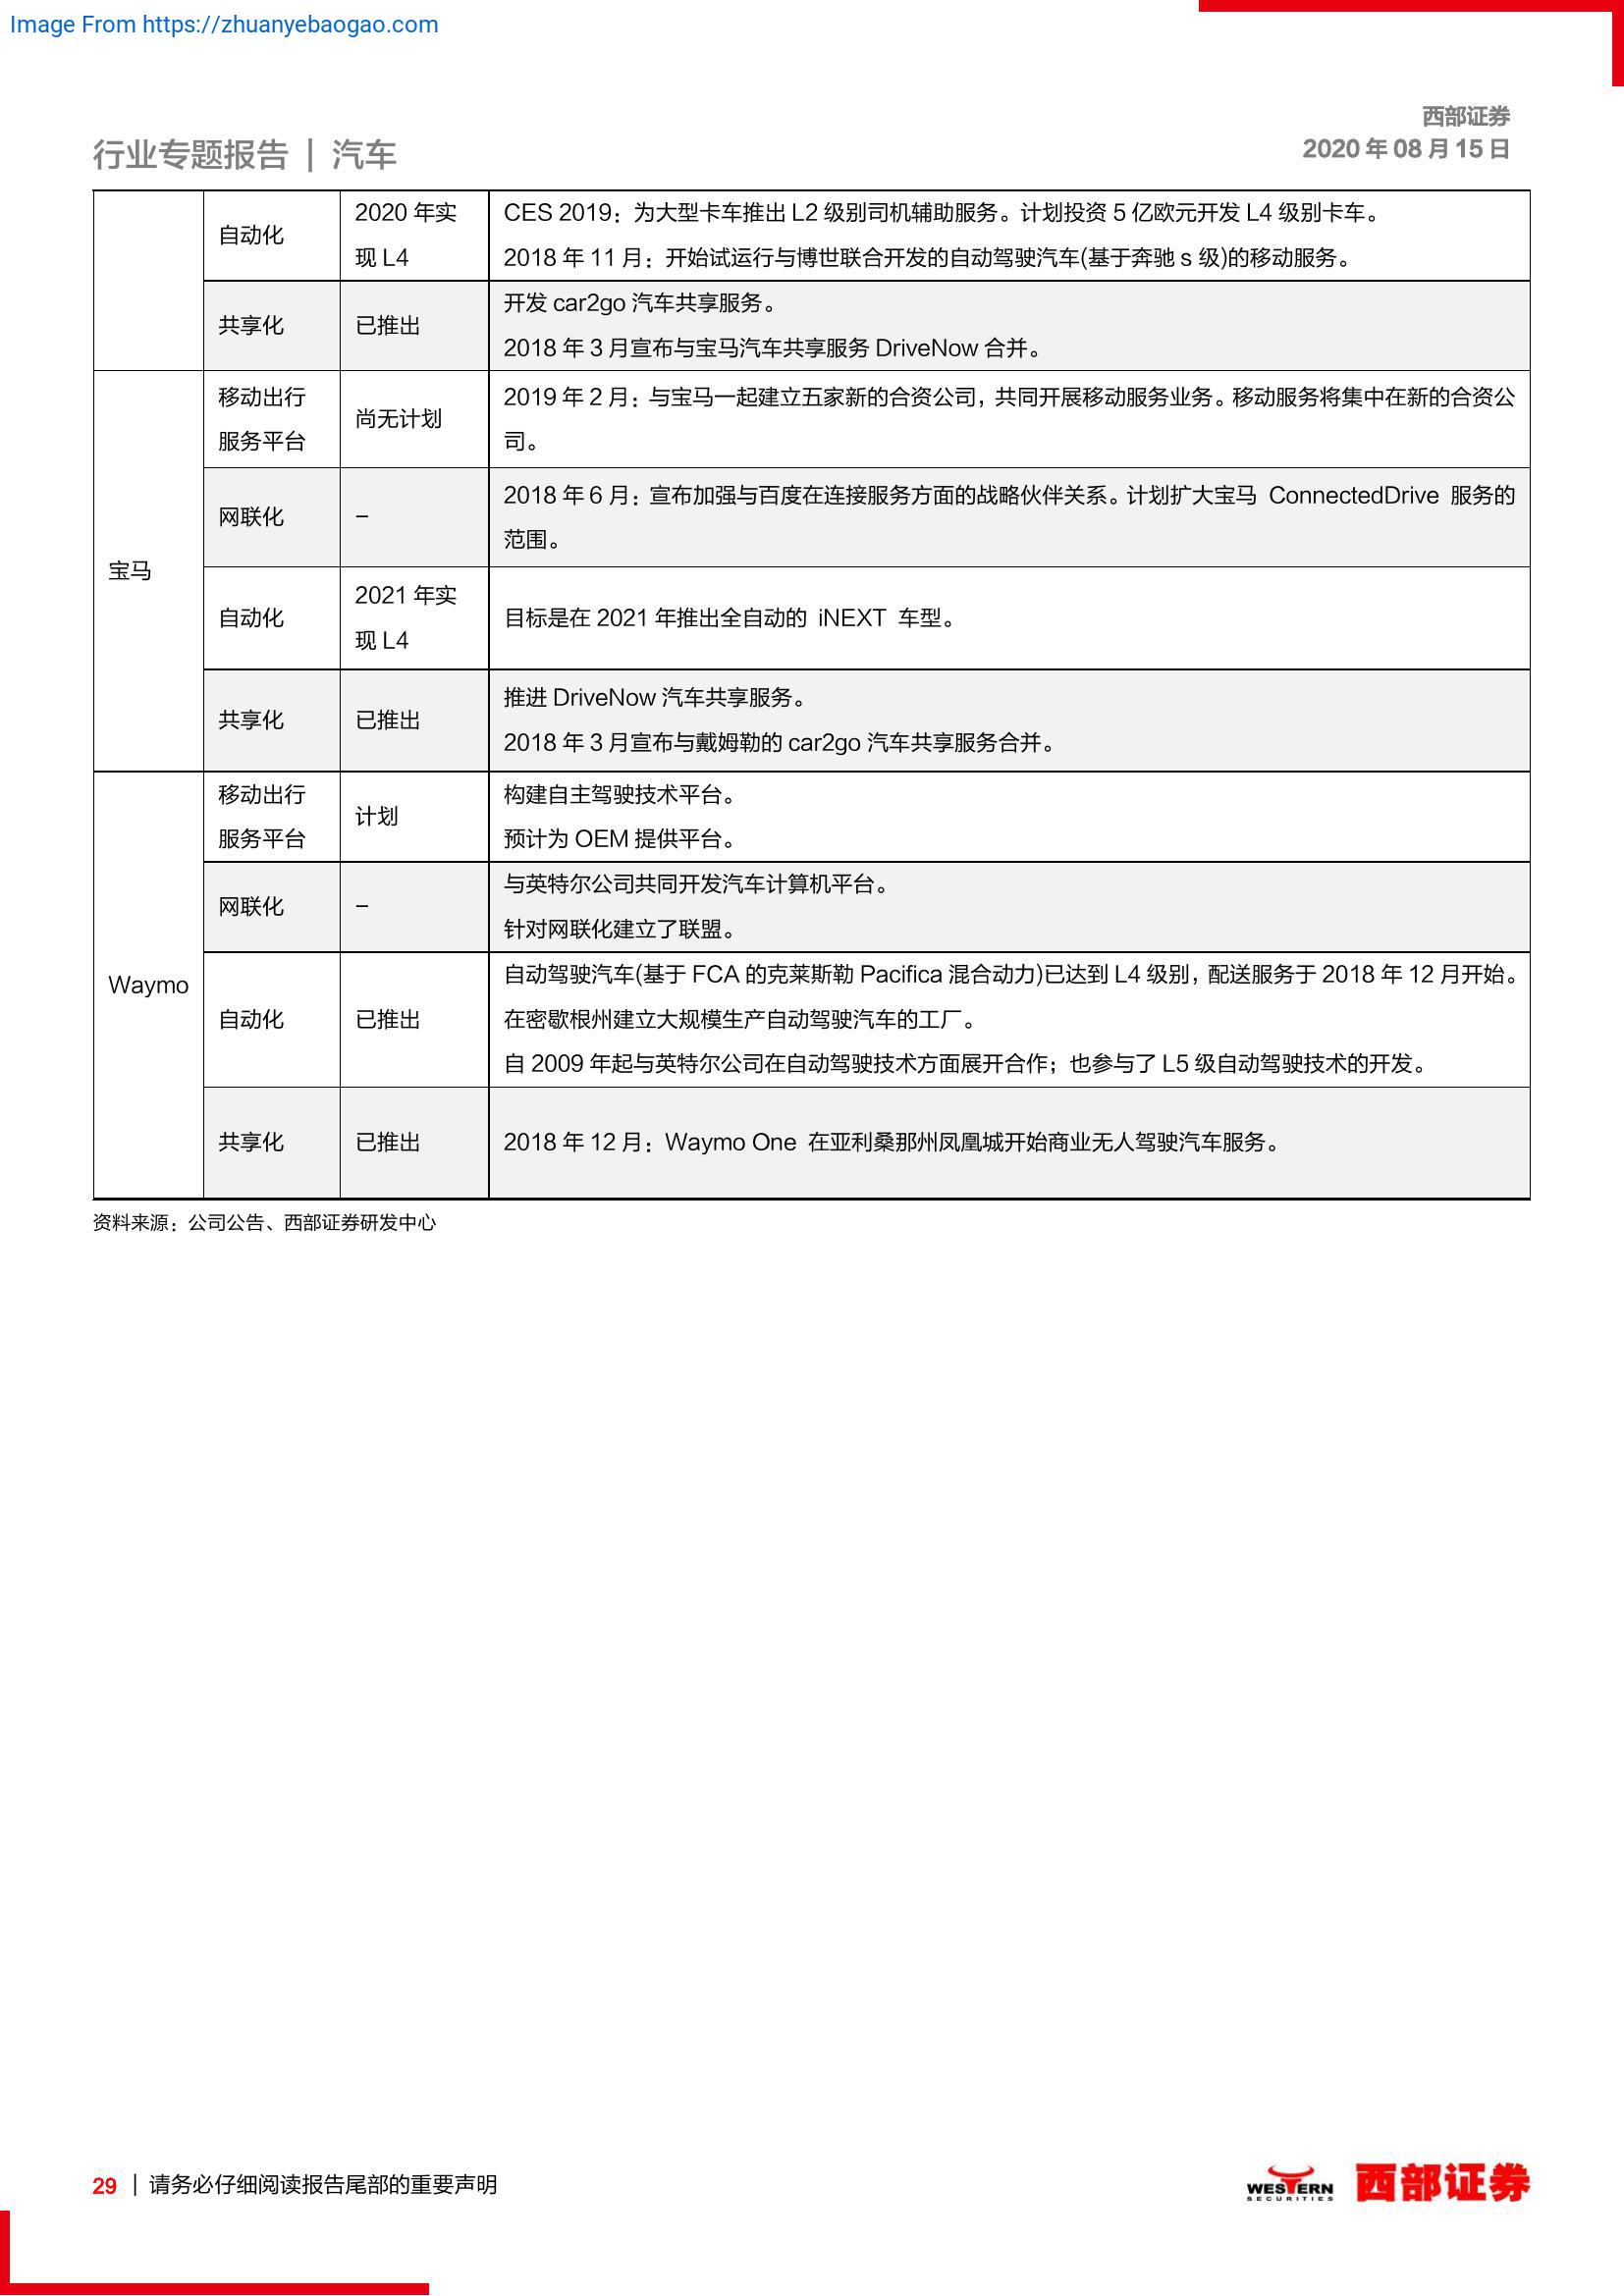 Image From https://zhuanyebaogao.com
西部证券
行业专题报告 | 汽车
2020 年 08 月 15 日
自动化
2020 年实
现 L4
CES 2019：为大型卡车推出 L2 级别司机辅助服务。计划投资 5 亿欧元开发 L4 级别卡车。
2018 年 11 月：开始试运行与博世联合开发的自动驾驶汽车(基于奔驰 s 级)的移动服务。
共享化
已推出
开发 car2go 汽车共享服务。
2018 年 3 月宣布与宝马汽车共享服务 DriveNow 合并。
宝马
移动出行
服务平台
尚无计划
2019 年 2 月：与宝马一起建立五家新的合资公司，共同开展移动服务业务。移动服务将集中在新的合资公
司。
网联化
–
2018 年 6 月：宣布加强与百度在连接服务方面的战略伙伴关系。计划扩大宝马 ConnectedDrive 服务的
范围。
自动化
2021 年实
现 L4
目标是在 2021 年推出全自动的 iNEXT 车型。
共享化
已推出
推进 DriveNow 汽车共享服务。
2018 年 3 月宣布与戴姆勒的 car2go 汽车共享服务合并。
Waymo
移动出行
服务平台
计划
构建自主驾驶技术平台。
预计为 OEM 提供平台。
网联化
–
与英特尔公司共同开发汽车计算机平台。
针对网联化建立了联盟。
自动化
已推出
自动驾驶汽车(基于 FCA 的克莱斯勒 Pacifica 混合动力)已达到 L4 级别，配送服务于 2018 年 12 月开始。
在密歇根州建立大规模生产自动驾驶汽车的工厂。
自 2009 年起与英特尔公司在自动驾驶技术方面展开合作；也参与了 L5 级自动驾驶技术的开发。
共享化
已推出
2018 年 12 月：Waymo One 在亚利桑那州凤凰城开始商业无人驾驶汽车服务。
资料来源：公司公告、西部证券研发中心
29 | 请务必仔细阅读报告尾部的重要声明
WESTERN
SECURITIES
西部证券